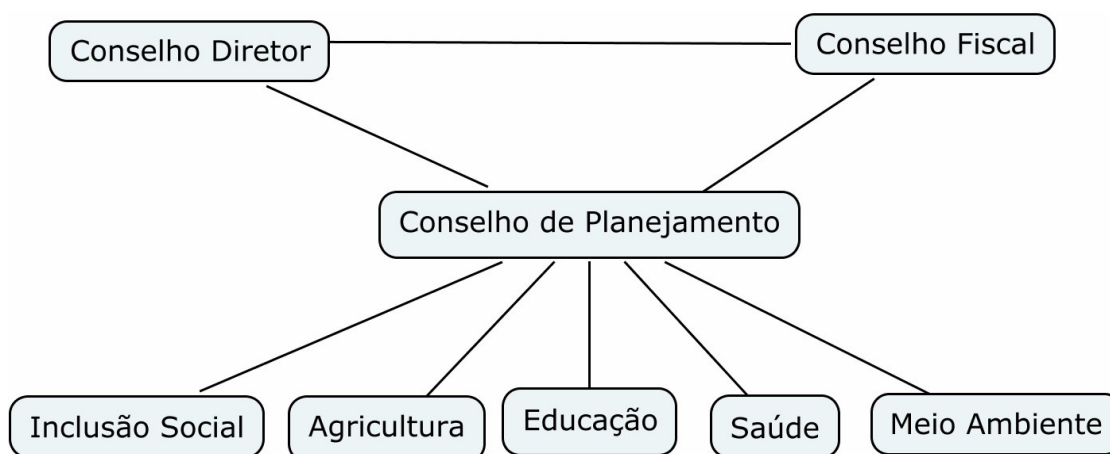 Conselho Diretor
Conselho Fiscal
Conselho de Planejamento
Inclusão Social
Agricultura
Educação
Saúde
Meio Ambiente